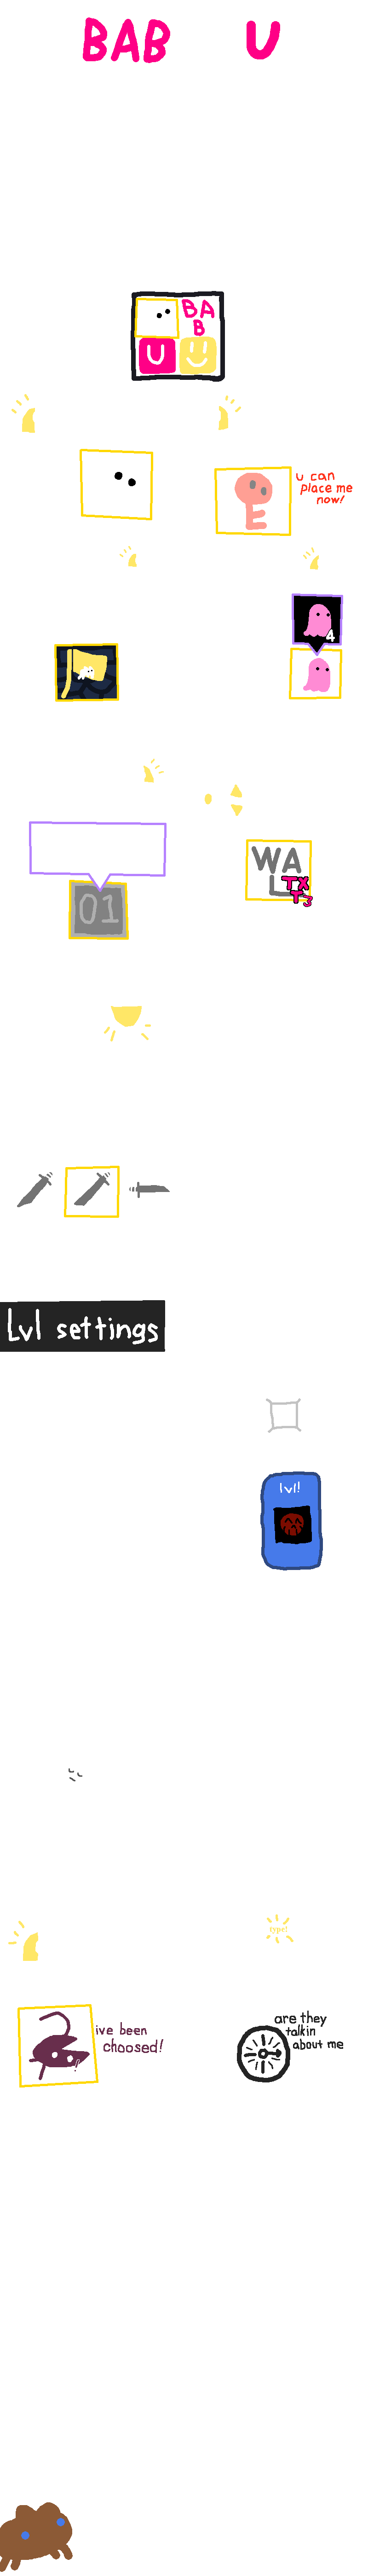 BAB U
BA
B
U
u can
place me
now!
4
01
WA
L
TX
T3
Lvl settings
lvl!
type!
ive been
choosed!
are they
talkin
about me